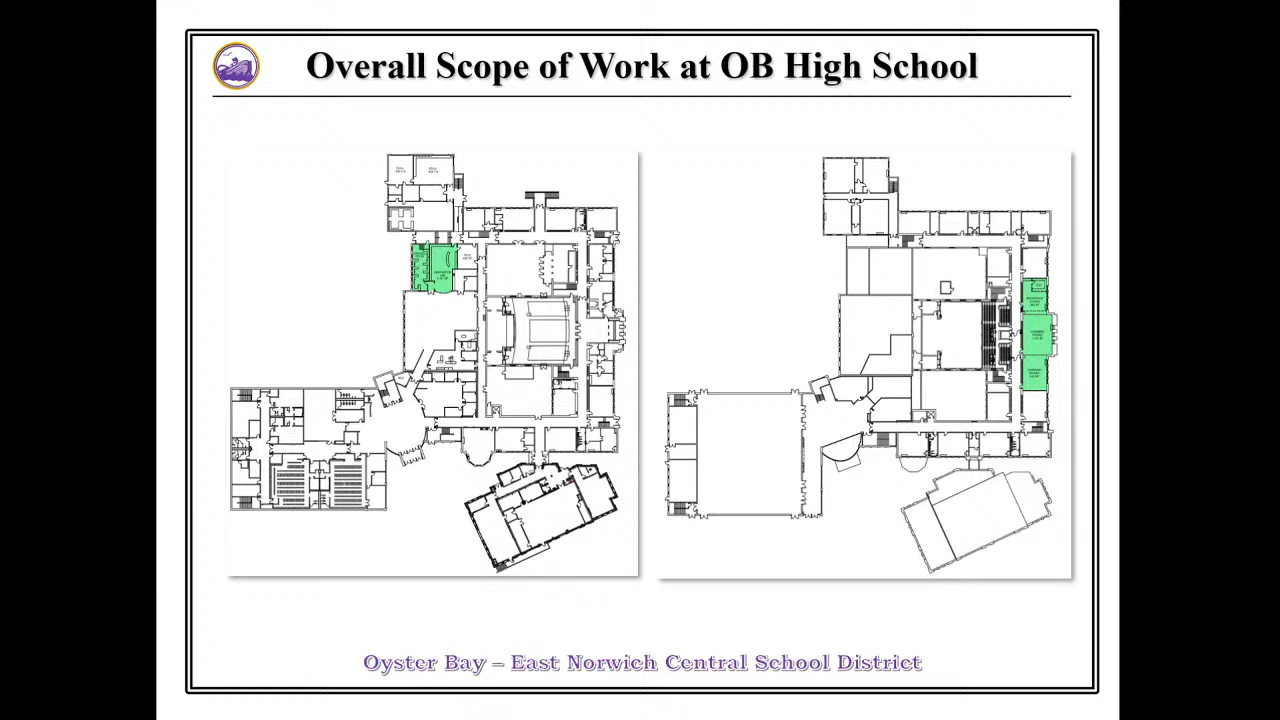 Overall Scope of Work at OB High School
Oyster Bay – East Norwich Central School District